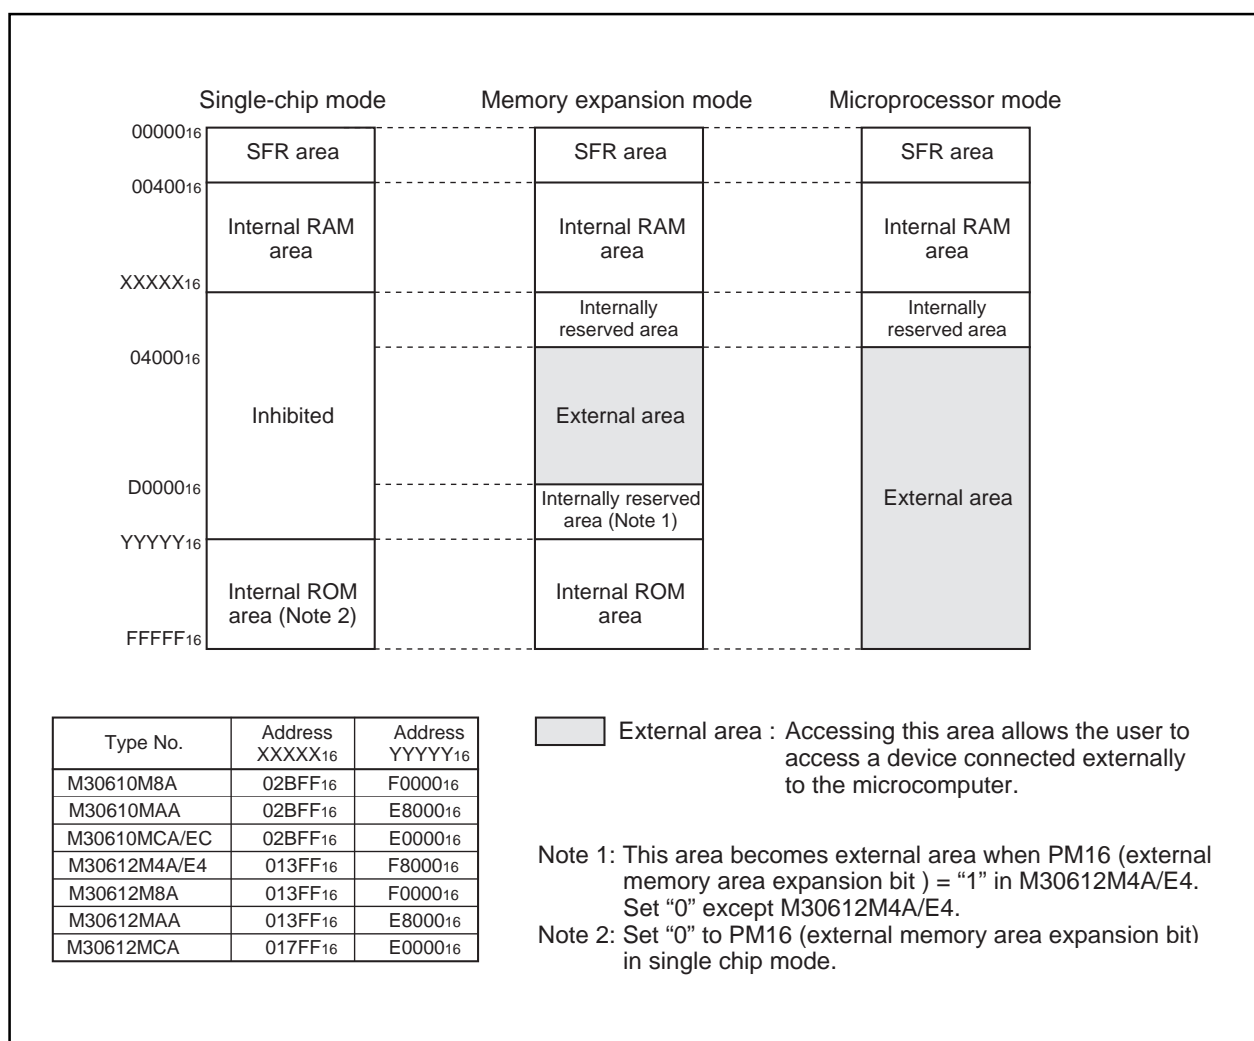 Single-chip mode
Memory expansion mode
Microprocessor mode
0000016
SFR area
SFR area
SFR area
0040016
Internal RAM
area
Internal RAM
area
Internal RAM
area
XXXXX16
Internally
reserved area
Internally
reserved area
0400016
Inhibited
External area
D000016
Internally reserved
area (Note 1)
External area
YYYYY16
Internal ROM
area (Note 2)
Internal ROM
area
FFFFF16
Type No.
Address
XXXXX16
Address
YYYYY16
M30610M8A 02BFF16 F000016
M30610MAA 02BFF16 E800016
M30610MCA/EC 02BFF16 E000016
M30612M4A/E4 013FF16 F800016
M30612M8A 013FF16 F000016
M30612MAA 013FF16 E800016
M30612MCA 017FF16 E000016
External area : Accessing this area allows the user to
access a device connected externally
to the microcomputer.
Note 1: This area becomes external area when PM16 (external
memory area expansion bit ) = “1” in M30612M4A/E4.
Set “0” except M30612M4A/E4.
Note 2: Set “0” to PM16 (external memory area expansion bit)
in single chip mode.